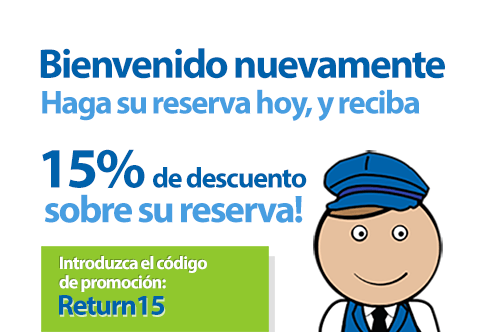 Bienvenido nuevamente
Haga su reserva hoy, y reciba
15% de descuento
sobre su reserva!
Introduzca el código
de promoción:
Return15